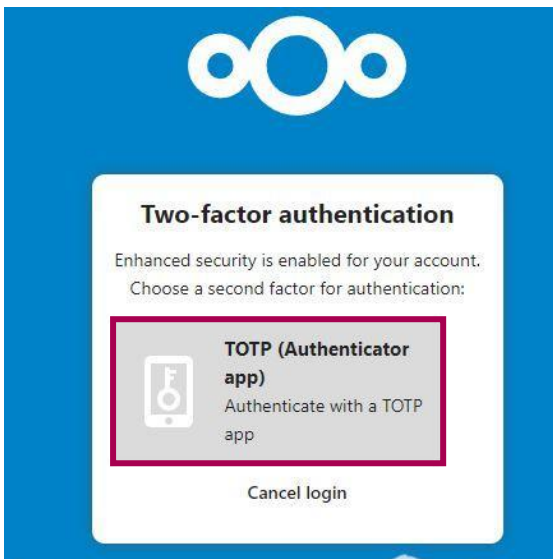 Two-factor authentication
Enhanced security is enabled for your account.
Choose a second factor for authentication:
TOTP (Authenticator
app)
Authenticate with a TOTP
app
Cancel login